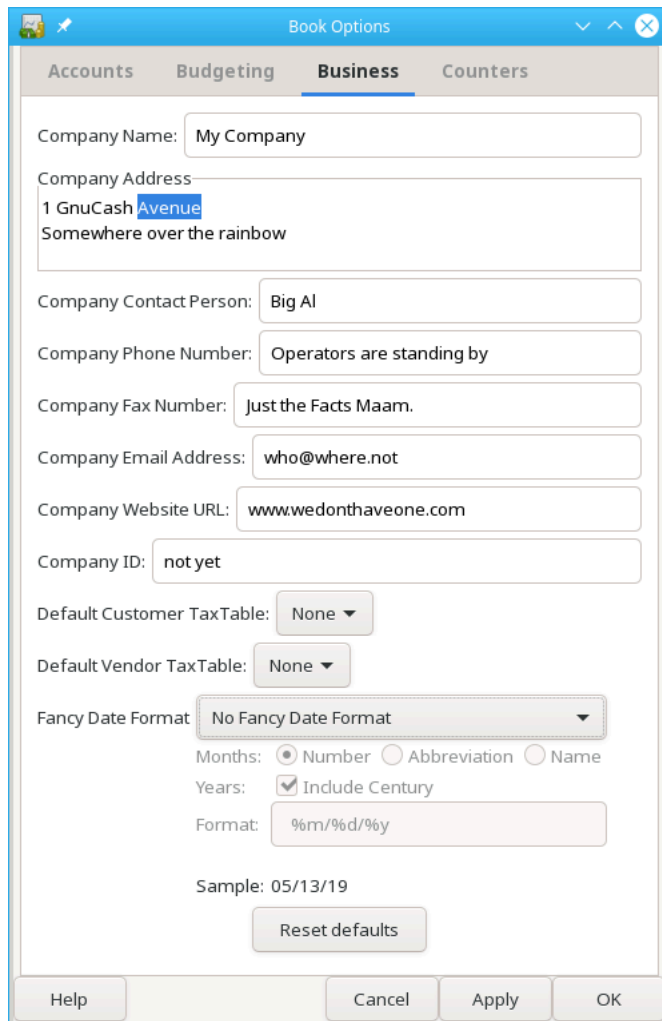 Book Options
Accounts Budgeting Business Counters
Company Name: My Company
Company Address
1 GnuCash Avenue
Somewhere over the rainbow
Company Contact Person: Big Al
Company Phone Number: Operators are standing by
Company Fax Number: Just the Facts Maam.
Company Email Address: who@where.not
Company Website URL: www.wedonthaveone.com
Company ID: not yet
Default Customer TaxTable: None
Default Vendor TaxTable: None
Fancy Date Format No Fancy Date Format
Months: Number Abbreviation Name
Years: Include Century
Format: %m/%d/%y
Sample: 05/13/19
Reset defaults
Help Cancel Apply OK